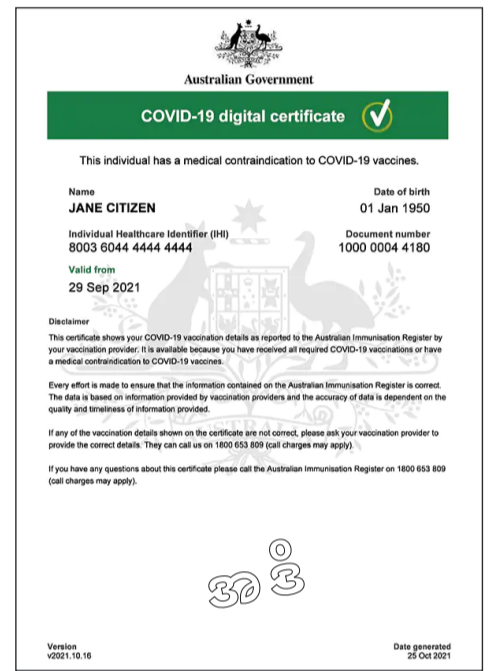 Australian Government
COVID-19 digital certificate
This individual has a medical contraindication to COVID-19 vaccines.
Name
JANE CITIZEN
Date of birth
01 Jan 1950
Individual Healthcare Identifier (IHI)
8003 6044 4444 4444
Document number
1000 0004 4180
Valid from
29 Sep 2021
Disclaimer
This certificate shows your COVID-19 vaccination details as reported to the Australian Immunisation Register by
your vaccination provider. It is available because you have received all required COVID-19 vaccinations or have
a medical contraindication to COVID-19 vaccines.
Every effort is made to ensure that the information contained on the Australian Immunisation Register is correct.
The data is based on information provided by vaccination providers and the accuracy of data is dependent on the
quality and timeliness of information provided.
If any of the vaccination details shown on the certificate are not correct, please ask your vaccination provider to
provide the correct details. They can call us on 1800 653 809 (call charges may apply).
If you have any questions about this certificate please call the Australian Immunisation Register on 1800 653 809
(call charges may apply).
Version
v2021.10.16
Date generated
25 Oct 2021